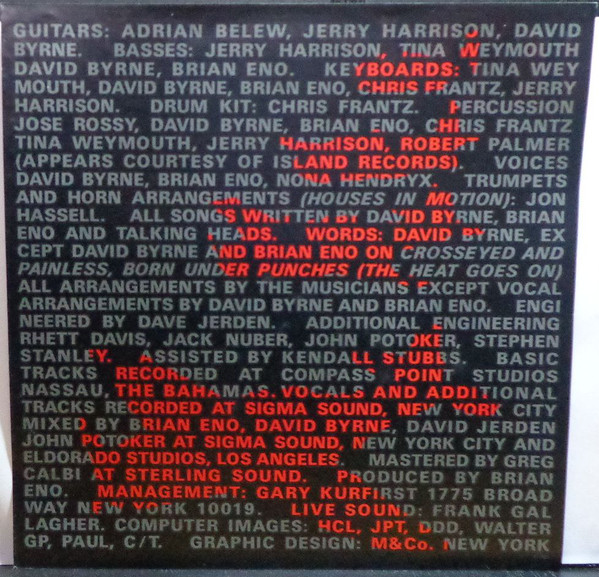 GUITARS: ADRIAN BELEW, JERRY HARRISON, DAVID
BYRNE. BASSES: JERRY HARRISON, TINA WEYMOUTH
DAVID BYRNE, BRIAN ENO. KEYBOARDS: TINA WEY
MOUTH, DAVID BYRNE, BRIAN ENO, CHRIS FRANTZ, JERRY
HARRISON. DRUM KIT: CHRIS FRANTZ. PERCUSSION
JOSE ROSSY, DAVID BYRNE, BRIAN ENO, CHRIS FRANTZ
TINA WEYMOUTH, JERRY HARRISON, ROBERT PALMER
(APPEARS COURTESY OF ISLAND RECORDS). VOICES
DAVID BYRNE, BRIAN ENO, NONA HENDRYX. TRUMPETS
AND HORN ARRANGEMENTS (HOUSES IN MOTION): JON
HASSELL. ALL SONGS WRITTEN BY DAVID BYRNE, BRIAN
ENO AND TALKING HEADS. WORDS: DAVID BYRNE, EX
CEPT DAVID BYRNE AND BRIAN ENO ON CROSSEYED AND
PAINLESS, BORN UNDER PUNCHES (THE HEAT GOES ON)
ALL ARRANGEMENTS BY THE MUSICIANS EXCEPT VOCAL
ARRANGEMENTS BY DAVID BYRNE AND BRIAN ENO. ENGI
NEERED BY DAVE JERDEN. ADDITIONAL ENGINEERING
RHETT DAVIS, JACK NUBER, JOHN POTOKER, STEPHEN
STANLEY. ASSISTED BY KENDALL STUBBS. BASIC
TRACKS RECORDED AT COMPASS POINT STUDIOS
NASSAU, THE BAHAMAS. VOCALS AND ADDITIONAL
TRACKS RECORDED AT SIGMA SOUND, NEW YORK CITY
MIXED BY BRIAN ENO, DAVID BYRNE, DAVID JERDEN
JOHN POTOKER AT SIGMA SOUND, NEW YORK CITY AND
ELDORADO STUDIOS, LOS ANGELES. MASTERED BY GREG
CALBI AT STERLING SOUND. PRODUCED BY BRIAN
ENO. MANAGEMENT: GARY KURFIRST 1775 BROAD
WAY NEW YORK 10019. LIVE SOUND: FRANK GAL
LAGHER. COMPUTER IMAGES: HCL, JPT, DDD, WALTER
GP, PAUL, C/T. GRAPHIC DESIGN: M&Co. NEW YORK